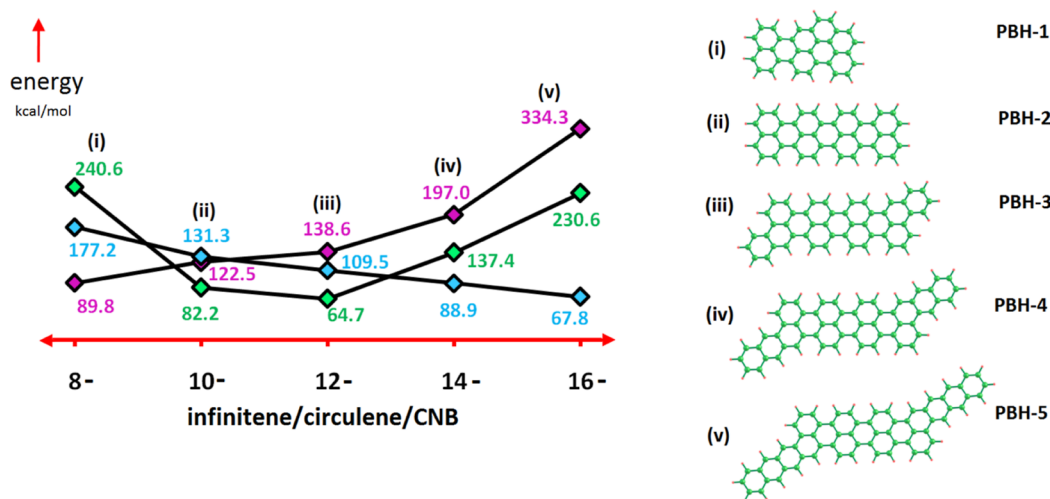 energy
kcal/mol
(i)
240.6
177.2
89.8
(ii)
131.3
122.5
82.2
(iii)
138.6
109.5
64.7
(iv)
197.0
137.4
88.9
(v)
334.3
230.6
67.8
8- 10- 12- 14- 16-
infinitene/circulene/CNB
(i) PBH-1
(ii) PBH-2
(iii) PBH-3
(iv) PBH-4
(v) PBH-5